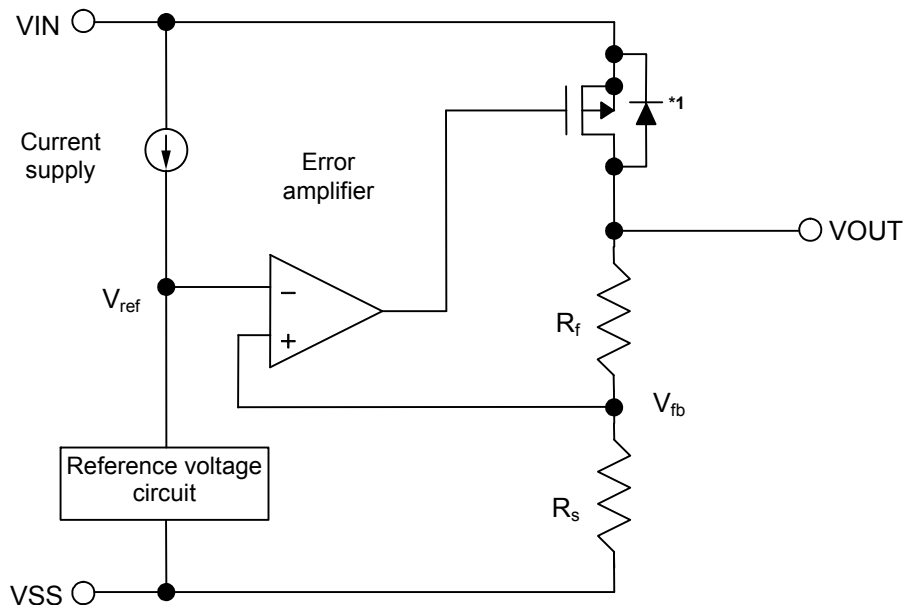 VIN
*1
Current
supply
Error
amplifier
VOUT
Vref
−
+
Rf
Vfb
Reference voltage
circuit
Rs
VSS